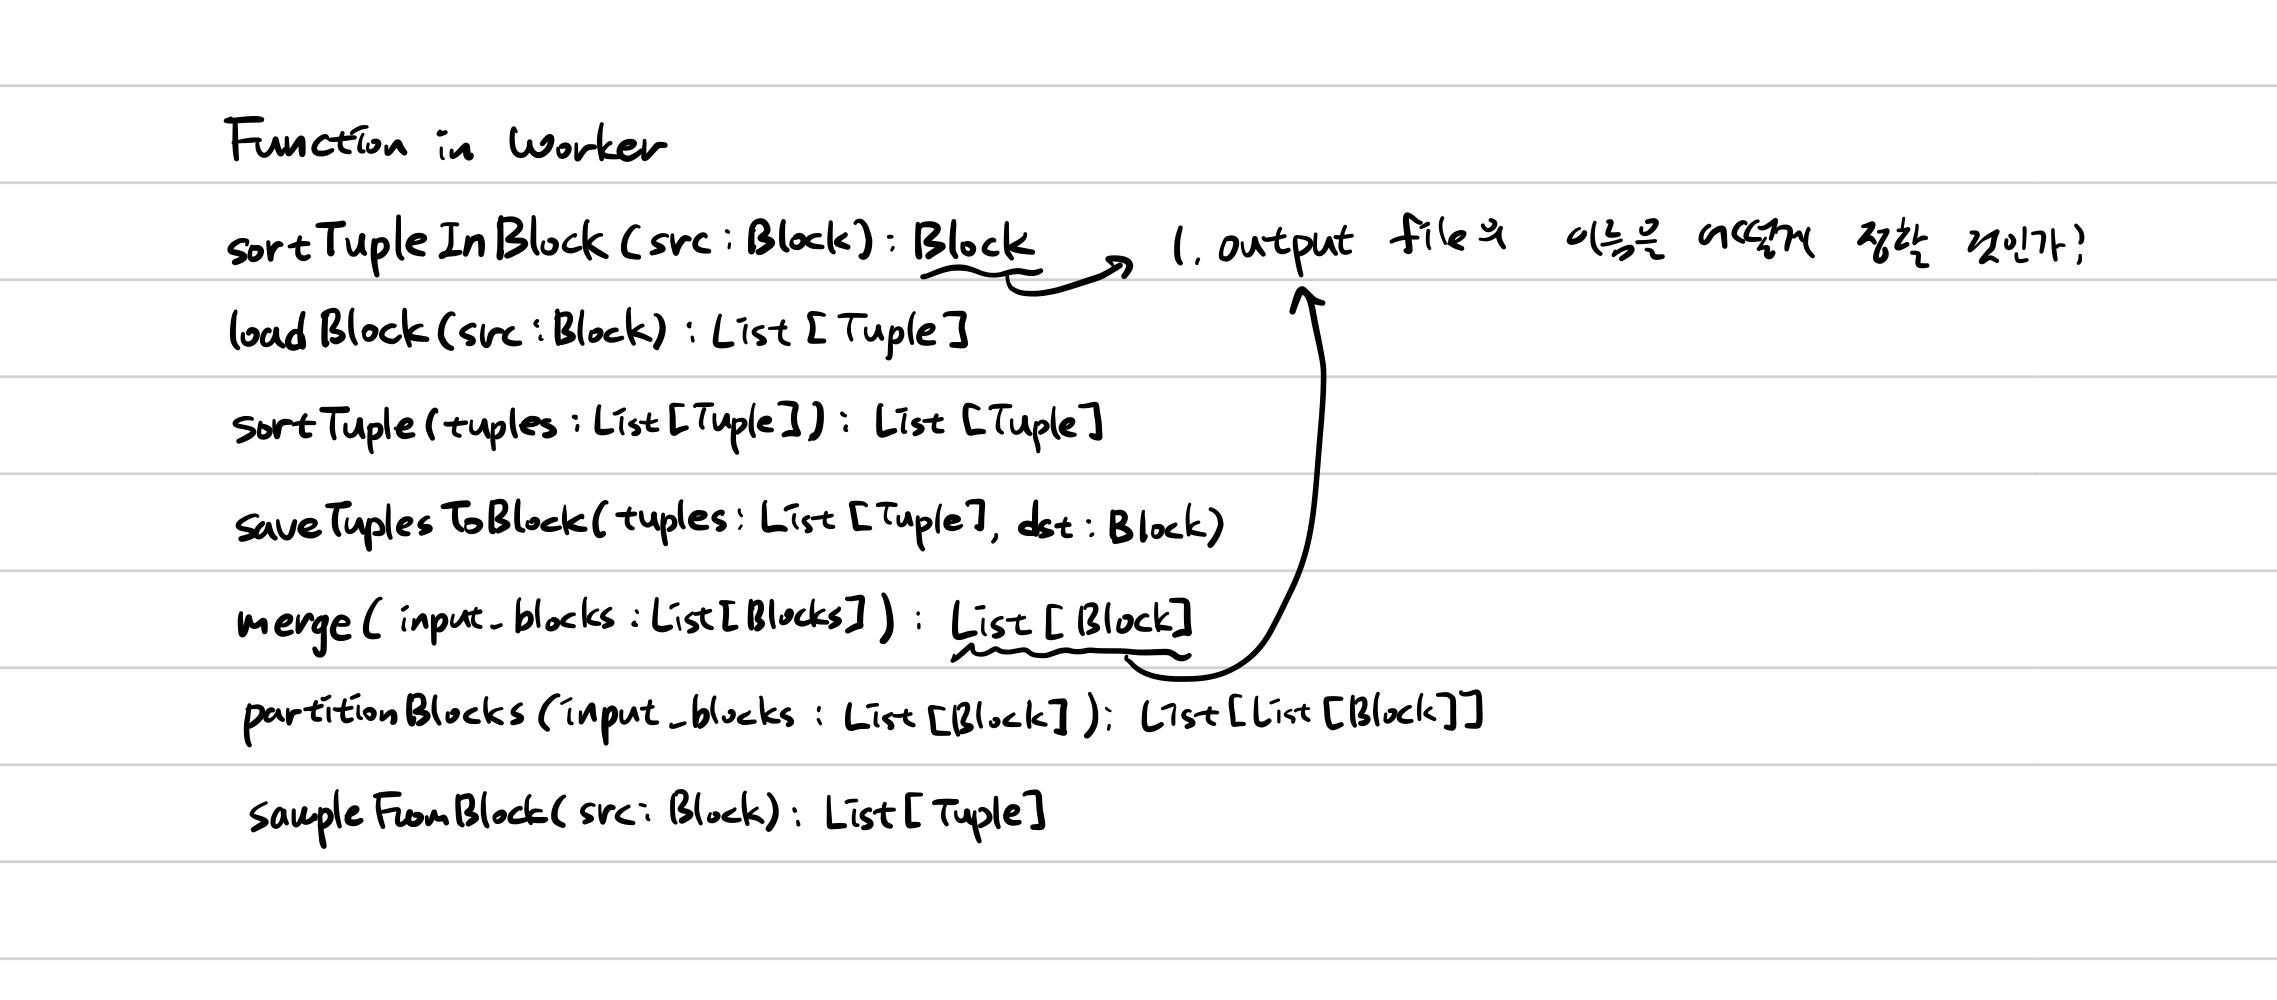 Function in Worker
sortTupleInBlock(src : Block) : Block 1. output file의 이름은 어떻게 정할 것인가?
loadBlock(src : Block) : List [Tuple]
sortTuple(tuples : List[Tuple]) : List [Tuple]
saveTuplesToBlock(tuples : List [Tuple], dst : Block)
merge( input_blocks : List[Blocks] ) : List [Block]
partitionBlocks (input_blocks : List [Block] ) : List [List [Block]]
sampleFromBlock( src : Block) : List [Tuple]